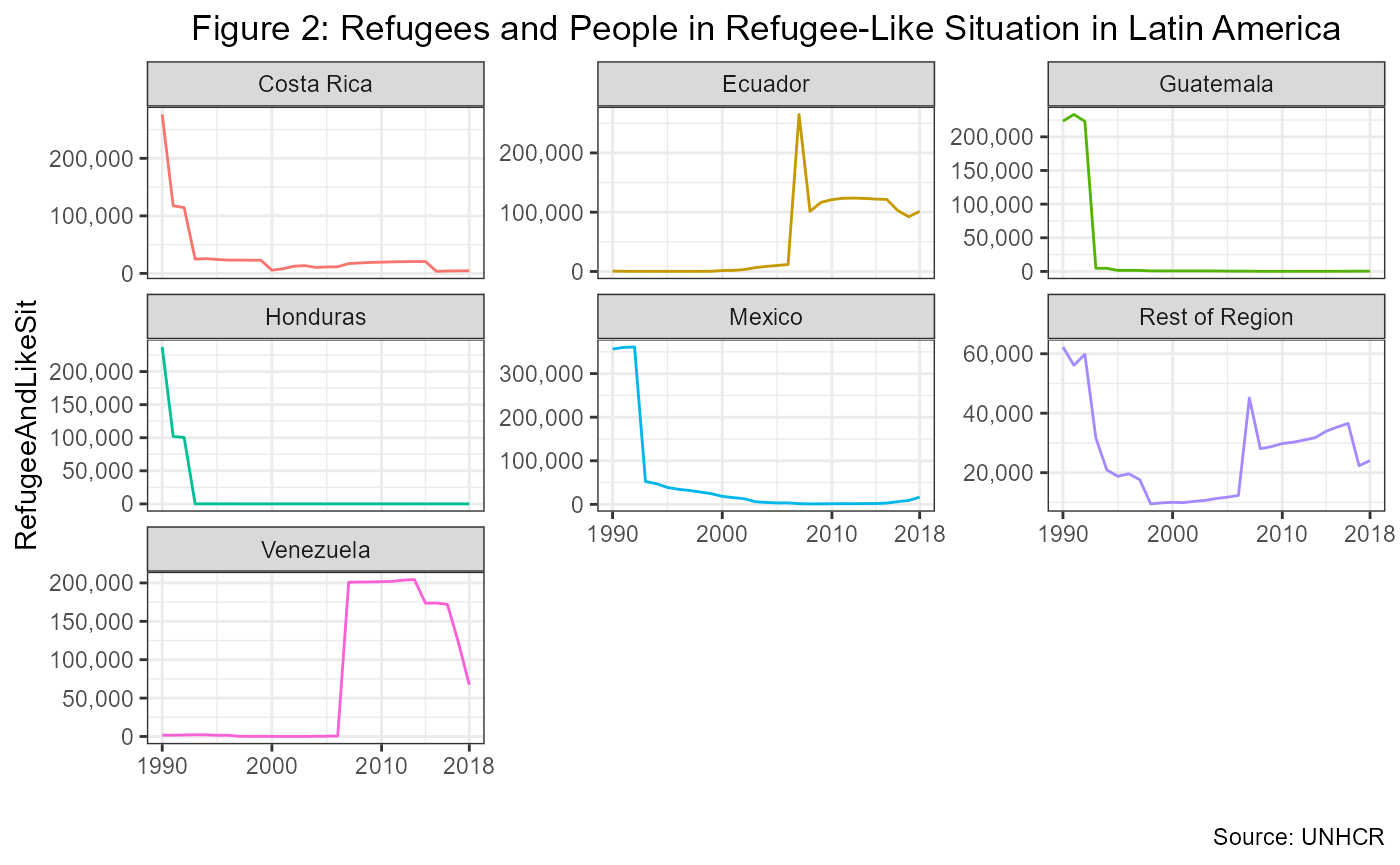 Figure 2: Refugees and People in Refugee-Like Situation in Latin America
Costa Rica
200,000
100,000
0
Ecuador
200,000
100,000
0
Guatemala
200,000
150,000
100,000
50,000
0
RefugeeAndLikeSit
Honduras
200,000
150,000
100,000
50,000
0
Mexico
300,000
200,000
100,000
0
1990 2000 2010 2018
Rest of Region
60,000
40,000
20,000
1990 2000 2010 2018
Venezuela
200,000
150,000
100,000
50,000
0
1990 2000 2010 2018
Source: UNHCR